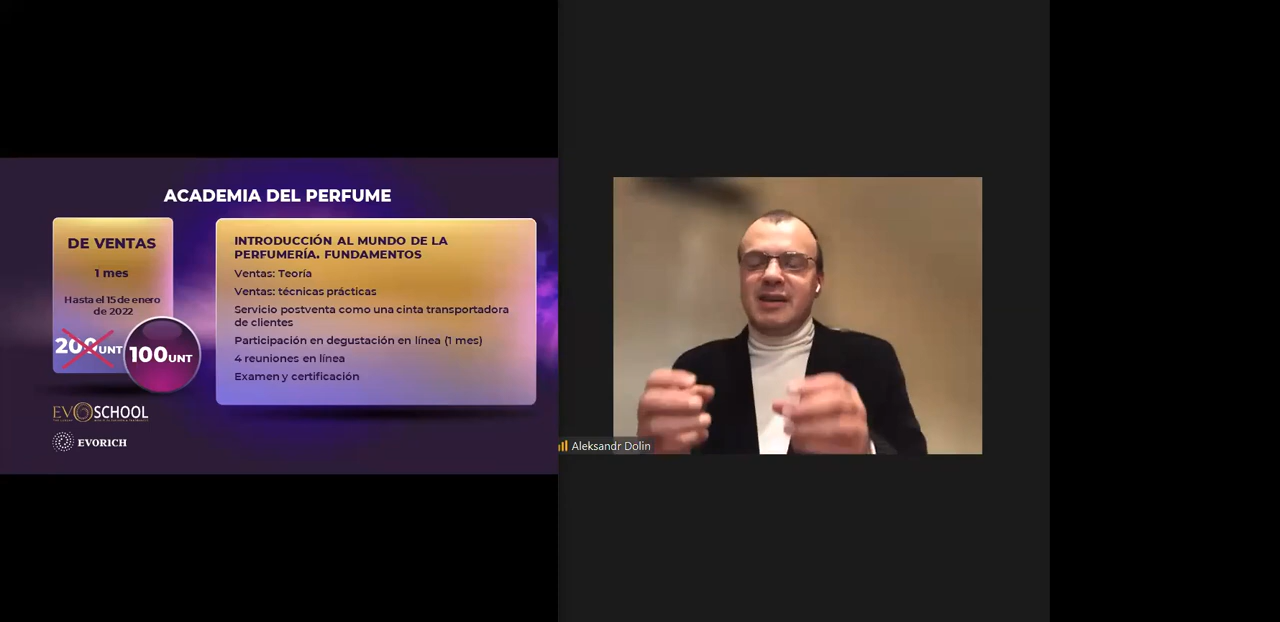 ACADEMIA DEL PERFUME
DE VENTAS
1 mes
Hasta el 15 de enero
de 2022
200UNT
100UNT
INTRODUCCIÓN AL MUNDO DE LA
PERFUMERÍA. FUNDAMENTOS
Ventas: Teoría
Ventas: técnicas prácticas
Servicio postventa como una cinta transportadora
de clientes
Participación en degustación en línea (1 mes)
4 reuniones en línea
Examen y certificación
EVOSCHOOL
EVORICH
Aleksandr Dolin